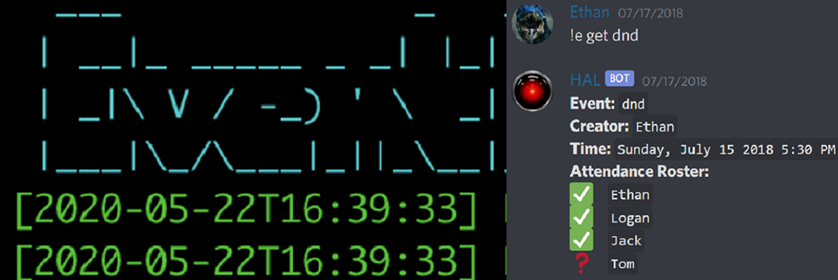 Event
[2020-05-22T16:39:33]
[2020-05-22T16:39:33]
Ethan 07/17/2018
!e get dnd
HAL BOT 07/17/2018
Event: dnd
Creator: Ethan
Time: Sunday, July 15 2018 5:30 PM
Attendance Roster:
✅ Ethan
✅ Logan
✅ Jack
❓ Tom